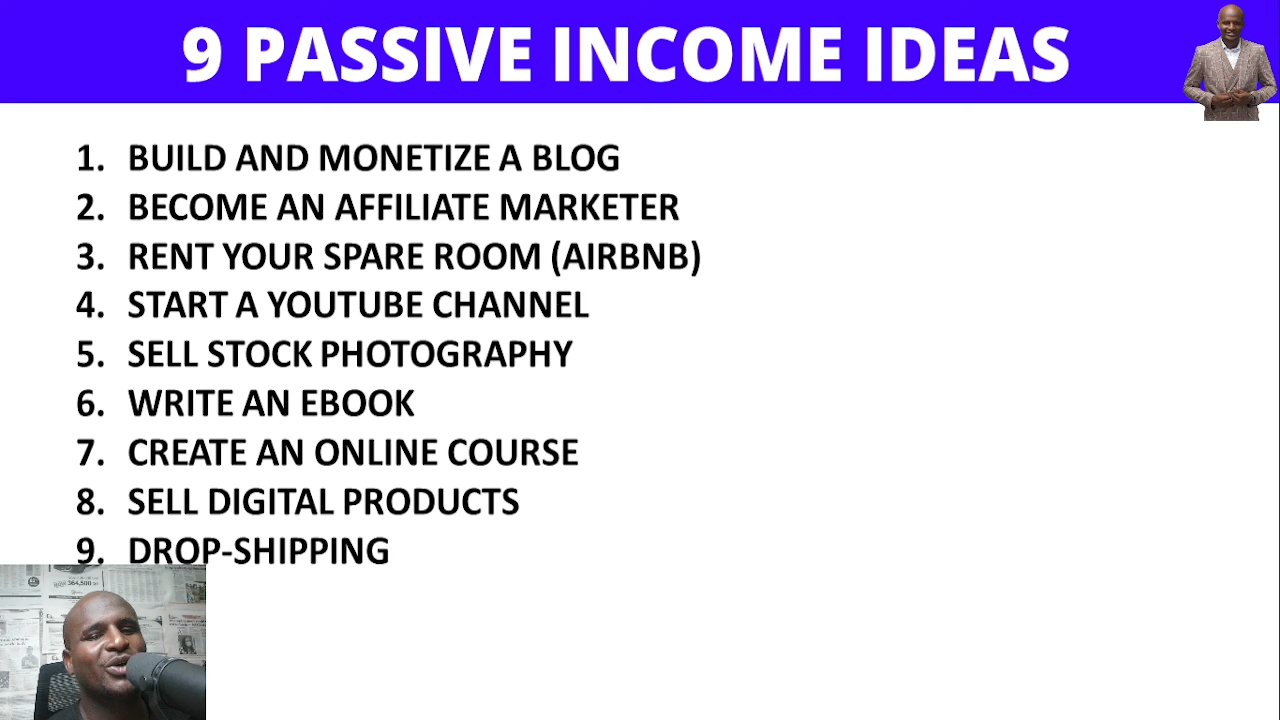 9 PASSIVE INCOME IDEAS
1. BUILD AND MONETIZE A BLOG
2. BECOME AN AFFILIATE MARKETER
3. RENT YOUR SPARE ROOM (AIRBNB)
4. START A YOUTUBE CHANNEL
5. SELL STOCK PHOTOGRAPHY
6. WRITE AN EBOOK
7. CREATE AN ONLINE COURSE
8. SELL DIGITAL PRODUCTS
9. DROP-SHIPPING
364,500